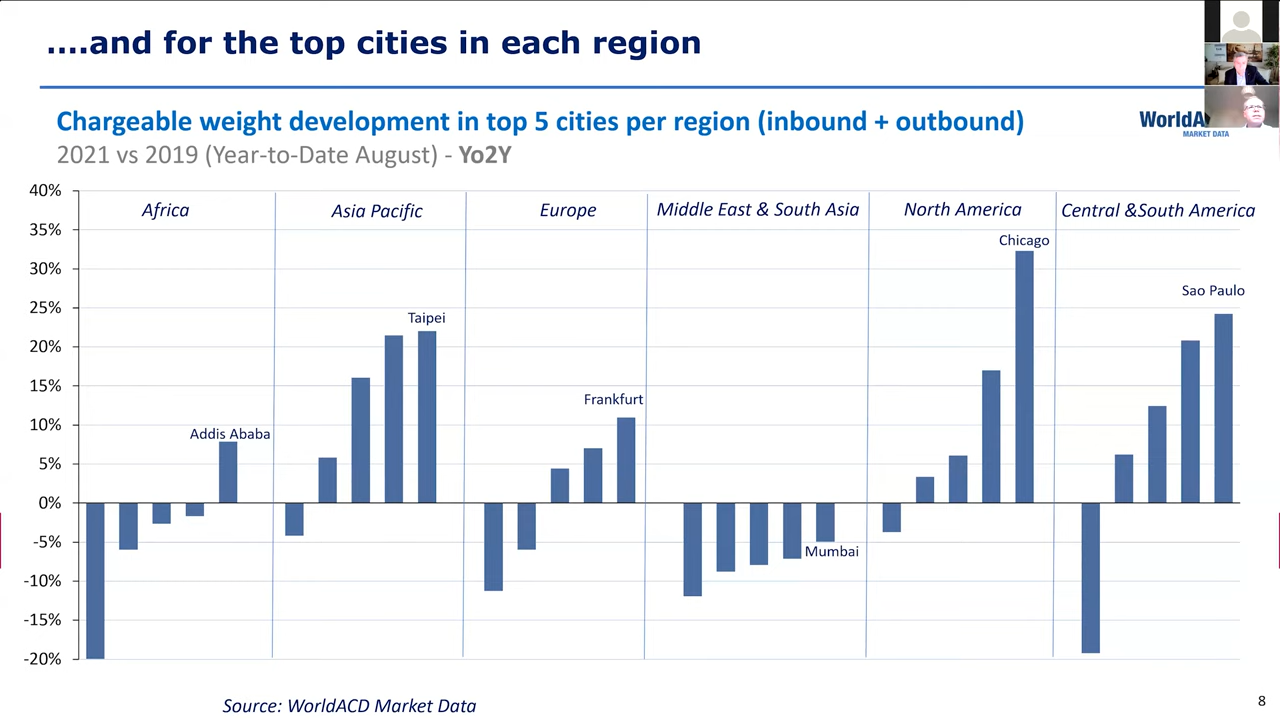 ....and for the top cities in each region
Chargeable weight development in top 5 cities per region (inbound + outbound)
2021 vs 2019 (Year-to-Date August) - Yo2Y
WorldA
MARKET DATA
40%
35%
30%
25%
20%
15%
10%
5%
0%
-5%
-10%
-15%
-20%
Africa
Asia Pacific
Europe
Middle East & South Asia
North America
Central &South America
Chicago
Sao Paulo
Taipei
Frankfurt
Addis Ababa
Mumbai
Source: WorldACD Market Data
8